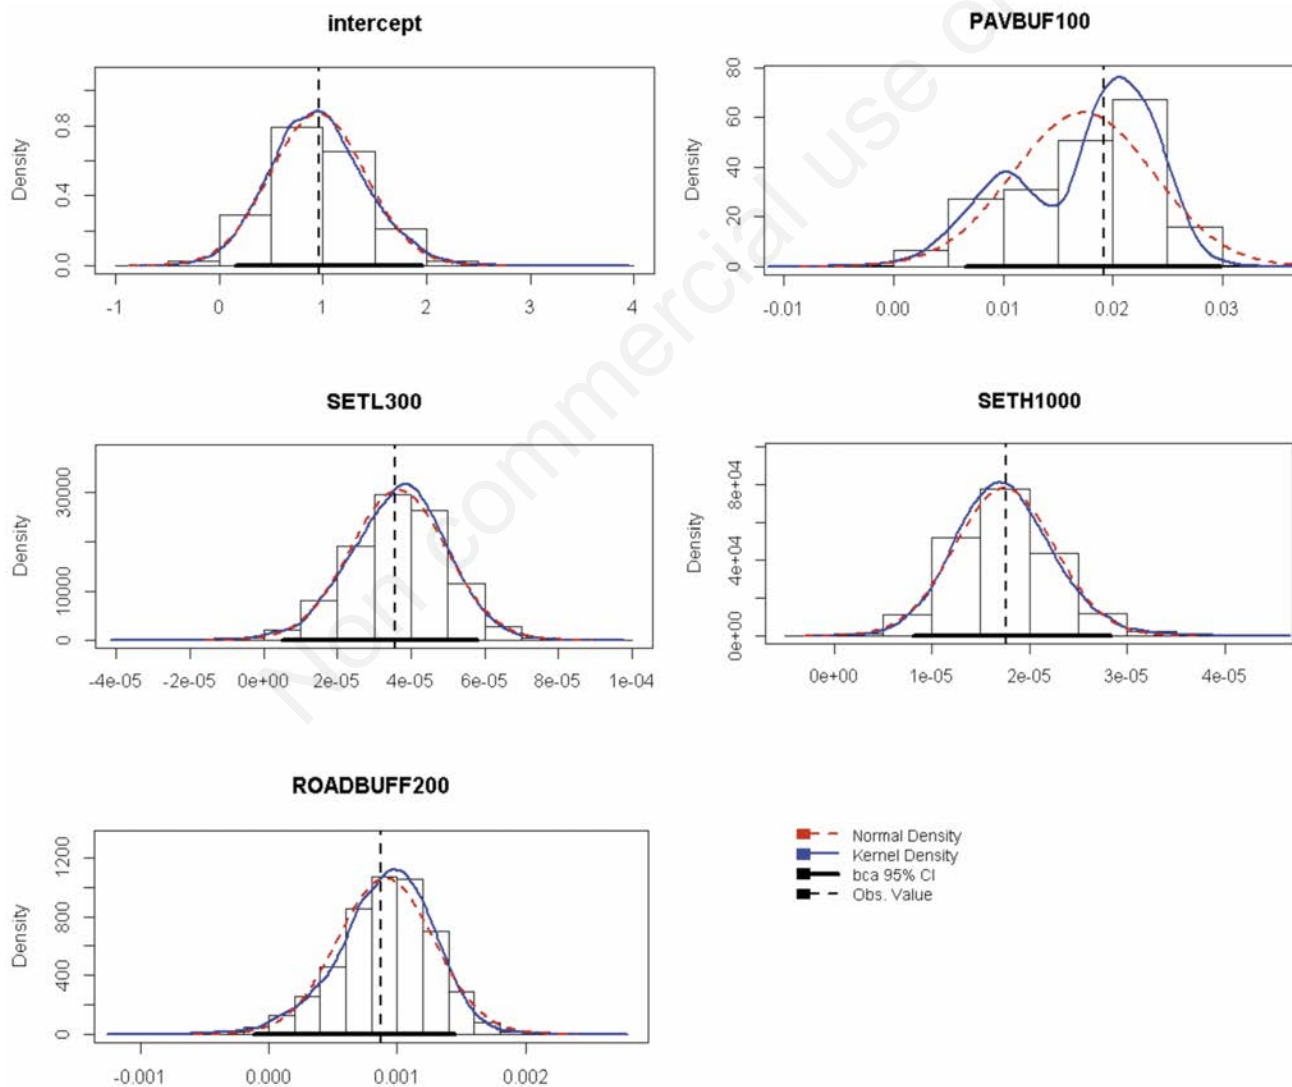 intercept
Density
0.0 0.4 0.8
-1 0 1 2 3 4
PAVBUF100
Density
0 20 40 60 80
-0.01 0.00 0.01 0.02 0.03
SETL300
Density
0 10000 30000
-4e-05 -2e-05 0e+00 2e-05 4e-05 6e-05 8e-05 1e-04
SETH1000
Density
0e+00 4e+04 8e+04
0e+00 1e-05 2e-05 3e-05 4e-05
ROADBUFF200
Density
0 400 800 1200
-0.001 0.000 0.001 0.002
Normal Density
Kernel Density
bca 95% CI
Obs. Value
Non commercial use o